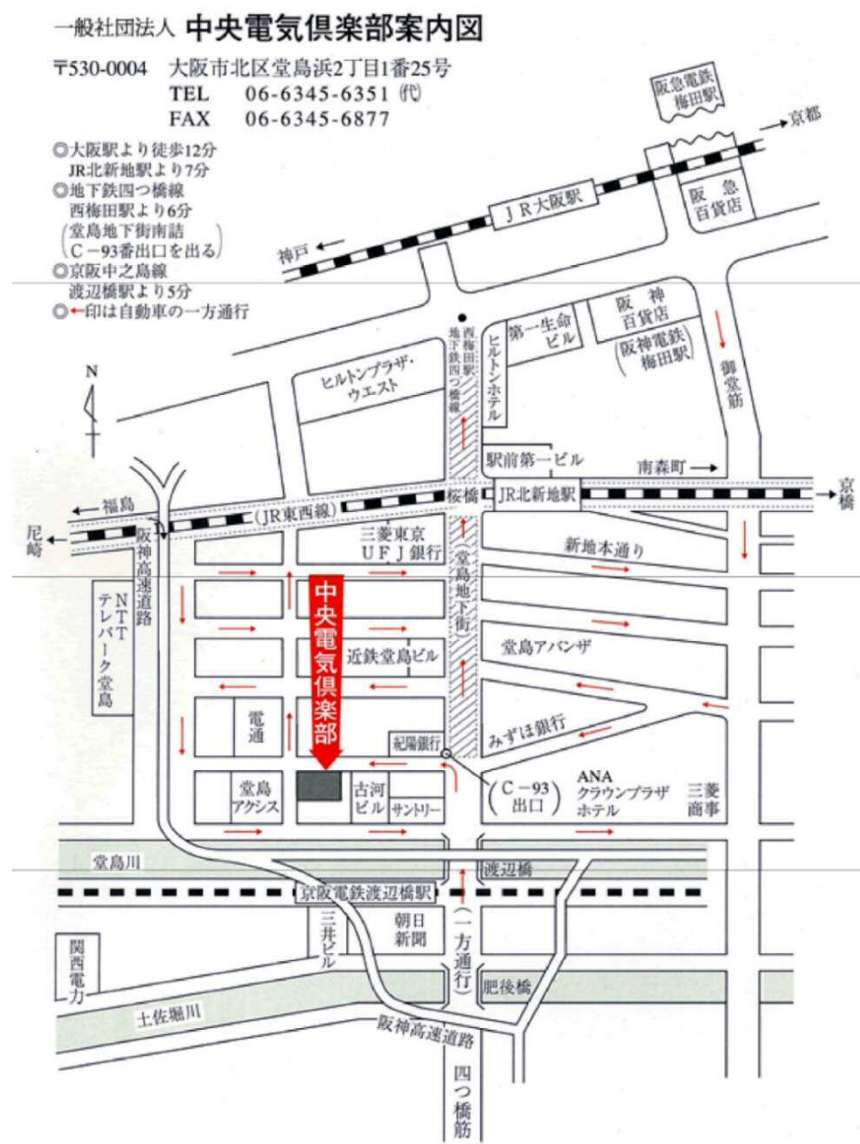 一般社団法人 中央電気倶楽部案内図
〒530-0004 大阪市北区堂島浜2丁目1番25号
TEL 06-6345-6351 ㈹
FAX 06-6345-6877
◎大阪駅より徒歩12分
JR北新地駅より7分
◎地下鉄四つ橋線
西梅田駅より6分
(堂島地下街南詰
C−93番出口を出る)
◎京阪中之島線
渡辺橋駅より5分
◎←印は自動車の一方通行
阪急電鉄
梅田駅
京都
阪急
百貨店
JR大阪駅
神戸
阪神
百貨店
(阪神電鉄
梅田駅)
第一生命
ビル
ヒルトンホテル
西梅田駅
地下鉄四つ橋線
ヒルトンプラザ・
ウエスト
御堂筋
N
駅前第一ビル
南森町
福島
尼崎
(JR東西線)
桜橋
JR北新地駅
京橋
阪神高速道路
三菱東京
UFJ銀行
新地本通り
(堂島地下街)
NTT
テレパーク堂島
中央電気倶楽部
近鉄堂島ビル
堂島アバンザ
電通
紀陽銀行
みずほ銀行
堂島
アクシス
古河
ビル
サントリー
(C−93
出口)
ANA
クラウンプラザ
ホテル
三菱
商事
堂島川
渡辺橋
京阪電鉄渡辺橋駅
三井ビル
朝日
新聞
(一方通行)
関西電力
肥後橋
土佐堀川
阪神高速道路
四つ橋筋